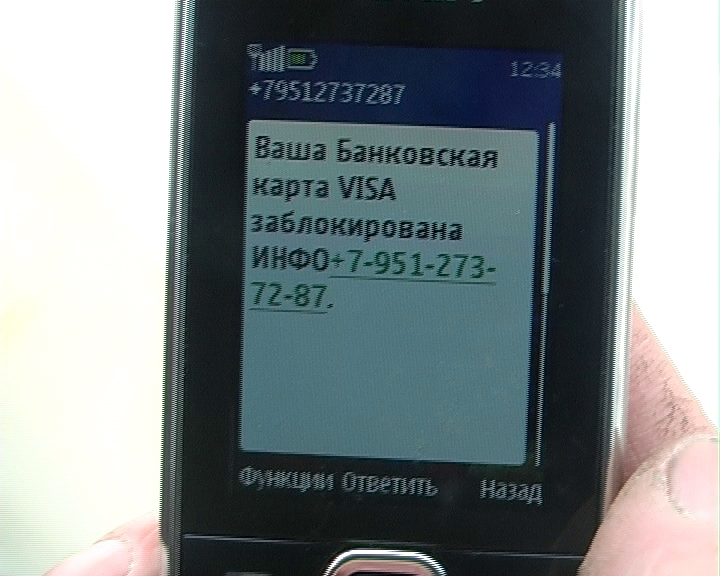 12:34
+79512737287
Ваша Банковская
карта VISA
заблокирована
ИНФО+7-951-273-
72-87.
Функции Ответить Назад